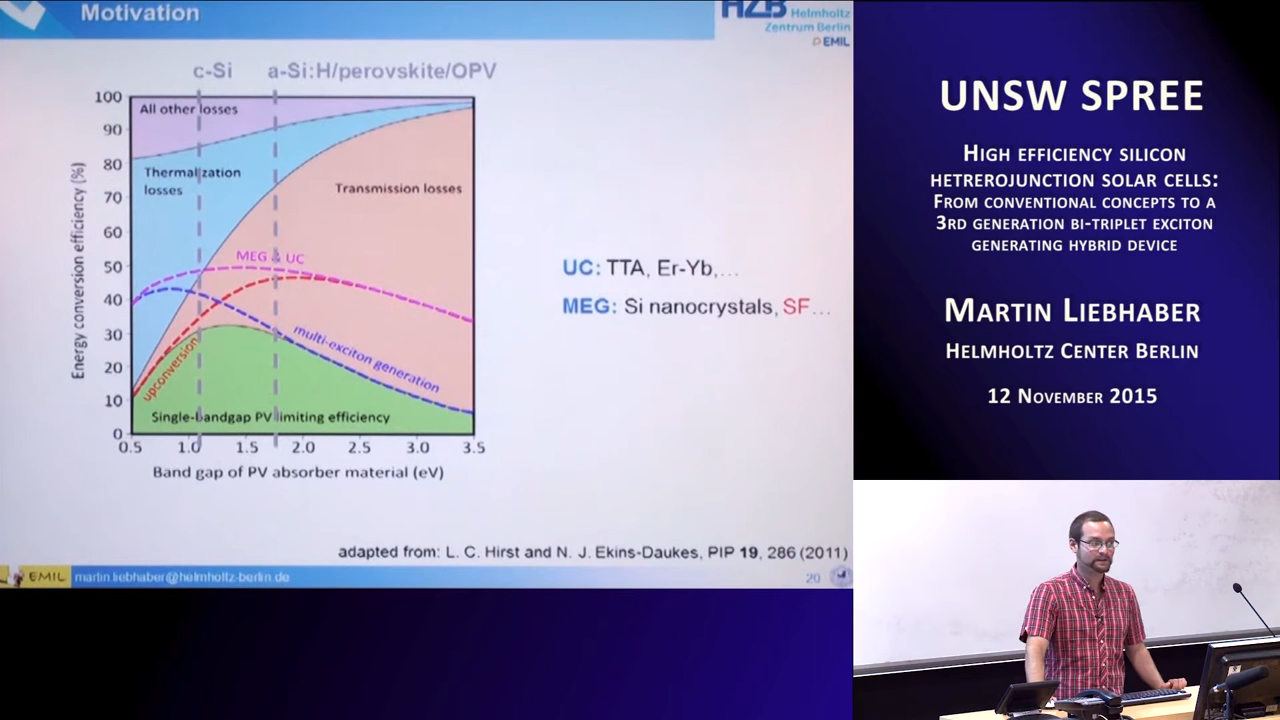 Motivation
HZB Helmholtz
Zentrum Berlin
EMIL
c-Si
a-Si:H/perovskite/OPV
Energy conversion efficiency (%)
100
90
80
70
60
50
40
30
20
10
0
All other losses
Thermalization
losses
Transmission losses
MEG & UC
multi-exciton generation
upconversion
Single-bandgap PV limiting efficiency
0.5 1.0 1.5 2.0 2.5 3.0 3.5
Band gap of PV absorber material (eV)
UC: TTA, Er-Yb,...
MEG: Si nanocrystals, SF...
adapted from: L. C. Hirst and N. J. Ekins-Daukes, PIP 19, 286 (2011)
EMIL martin.liebhaber@helmholtz-berlin.de 20
UNSW SPREE
High efficiency silicon
hetrerojunction solar cells:
From conventional concepts to a
3rd generation bi-triplet exciton
generating hybrid device
Martin Liebhaber
Helmholtz Center Berlin
12 November 2015